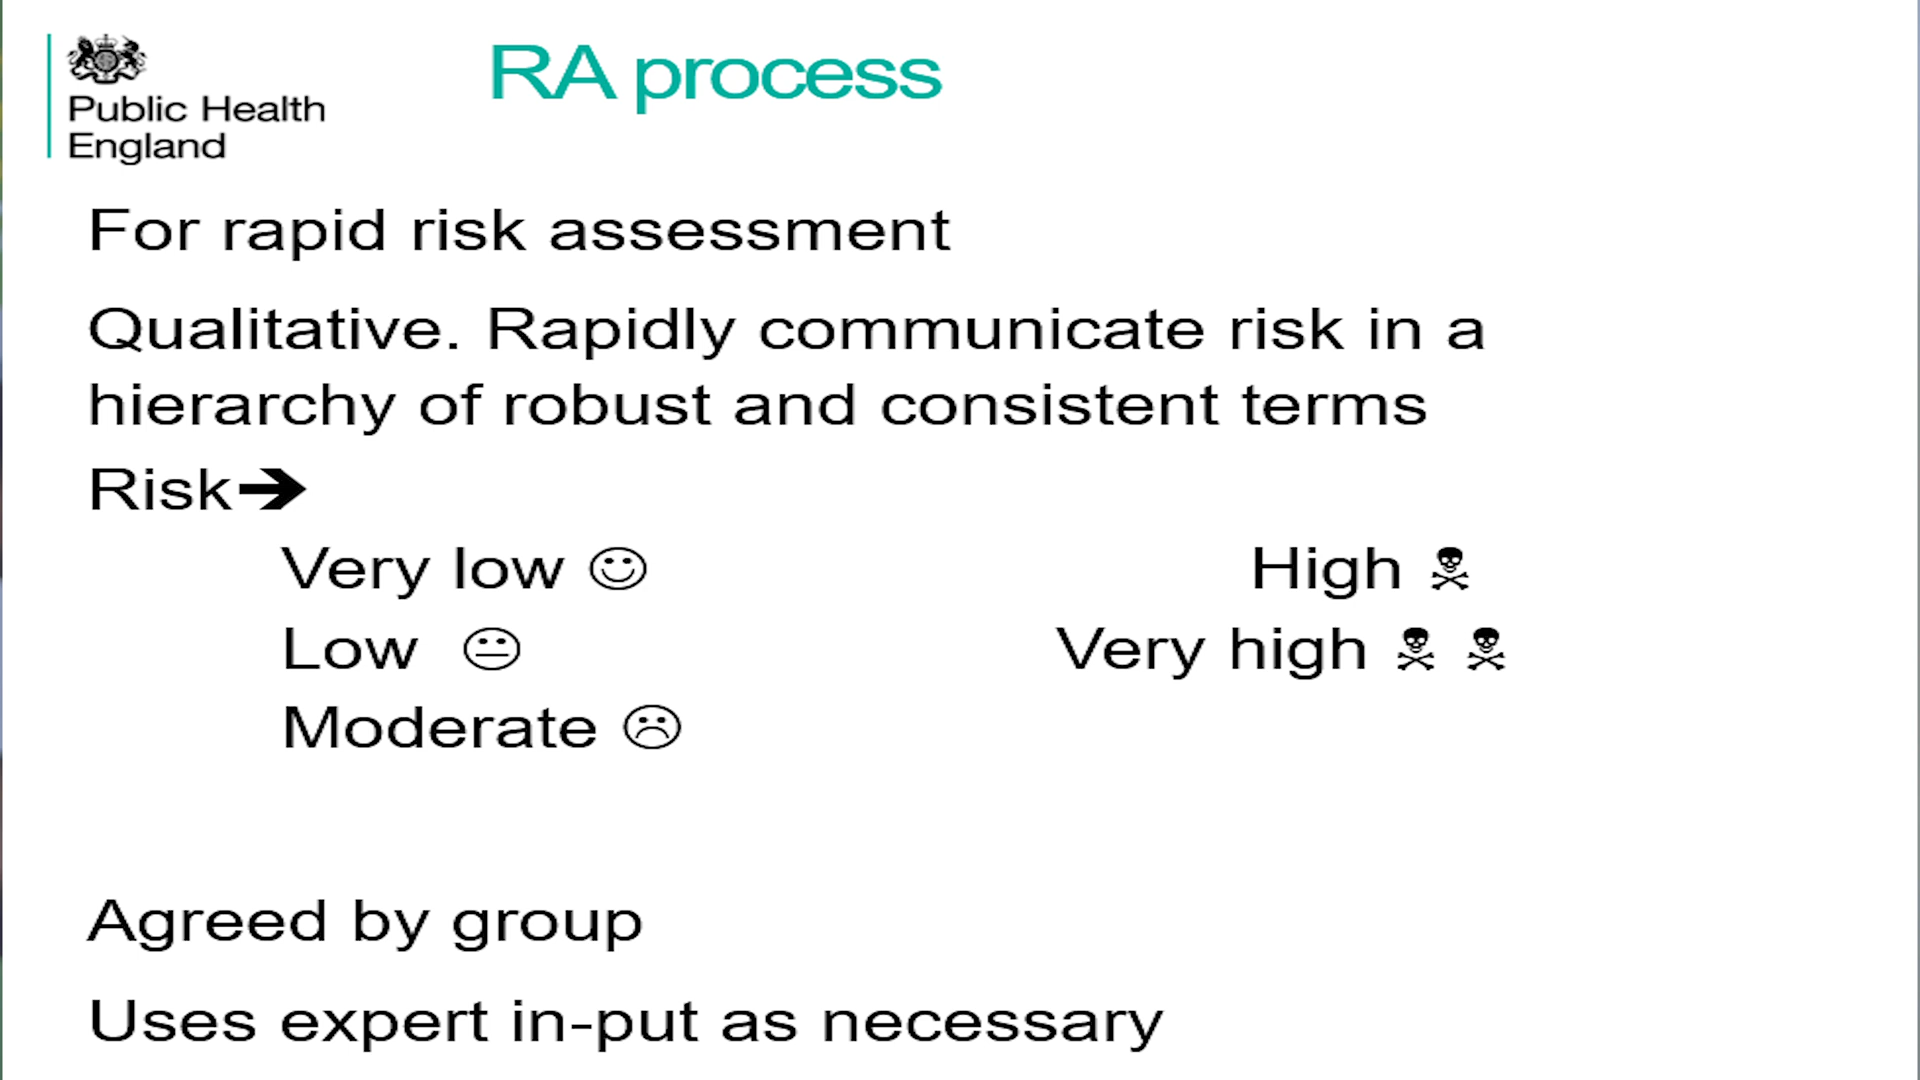 Public Health
England
RA process
For rapid risk assessment
Qualitative. Rapidly communicate risk in a
hierarchy of robust and consistent terms
Risk➔
Very low ☺
Low 😐
Moderate ☹
High ☠
Very high ☠ ☠
Agreed by group
Uses expert in-put as necessary